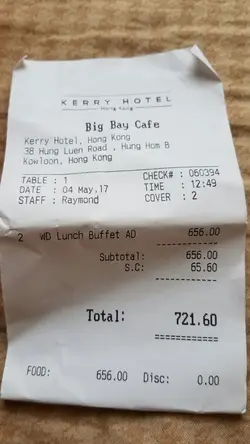 KERRY HOTEL
Hong Kong
Big Bay Cafe
Kerry Hotel, Hong Kong
38 Hung Luen Road , Hung Hom B
Kowloon, Hong Kong
CHECK# : 060394
TABLE : 1
TIME : 12:49
DATE : 04 May.17
COVER : 2
STAFF : Raymond
2 WD Lunch Buffet AD 656.00
Subtotal: 656.00
S.C: 65.60
Total: 721.60
FOOD: 656.00 Disc: 0.00